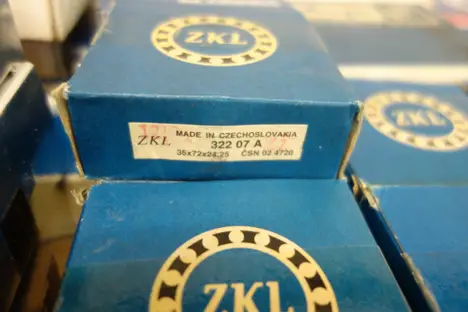 ZKL
ZKL
MADE IN CZECHOSLOVAKIA
ZKL 322 07 A
35x72x24,25 ČSN 02 4720
ZKL